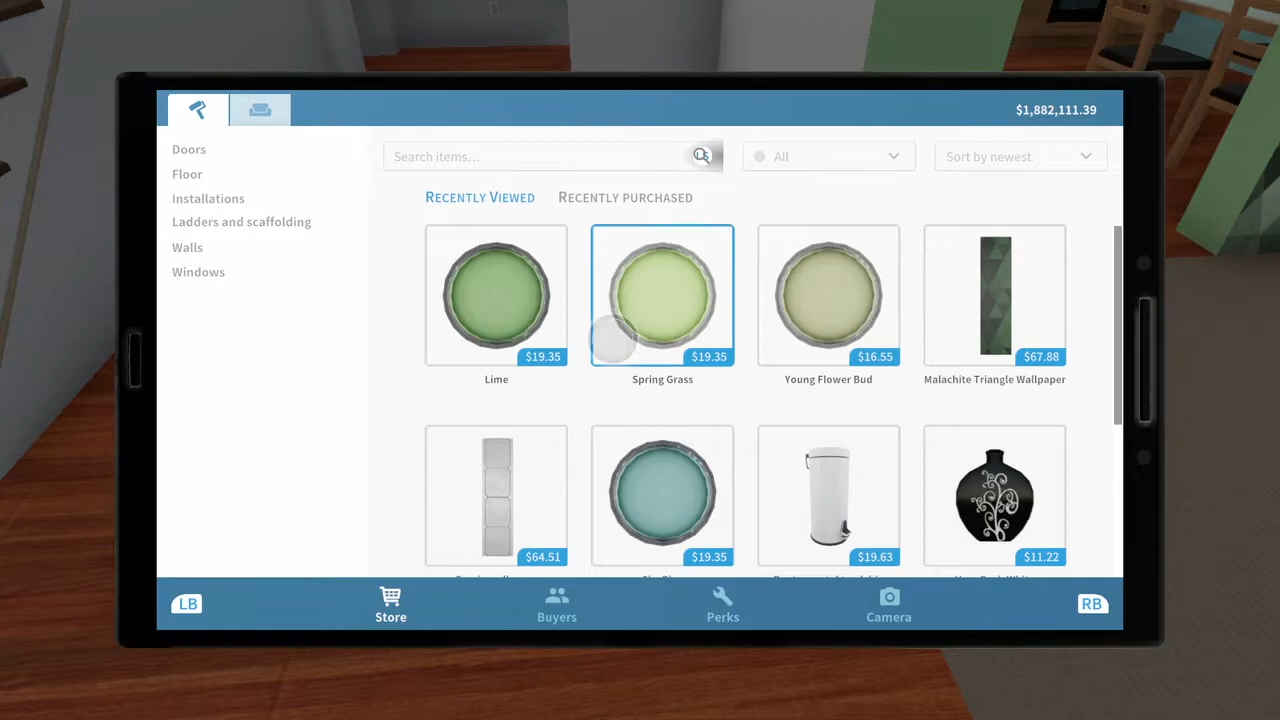 $1,882,111.39
Doors
Floor
Installations
Ladders and scaffolding
Walls
Windows
Search items...
All
Sort by newest
RECENTLY VIEWED
RECENTLY PURCHASED
$19.35
$19.35
$16.55
$67.88
Lime
Spring Grass
Young Flower Bud
Malachite Triangle Wallpaper
$64.51
$19.35
$19.63
$11.22
LB
Store
Buyers
Perks
Camera
RB